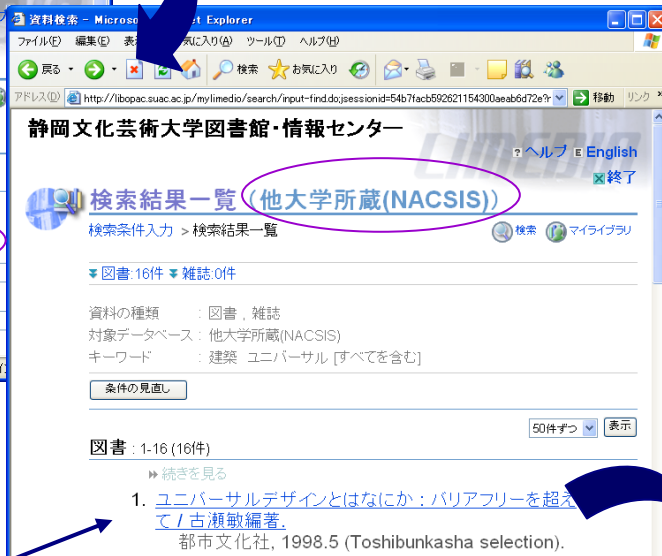 資料検索 - Microso et Explorer
ファイル(F) 編集(E) 表 気に入り(A) ツール(T) ヘルプ(H)
戻る 検索 お気に入り
アドレス(D) http://libopac.suac.ac.jp/mylimedio/search/input-find.do;jsessionid=54b7facb592621154300aeab6d72e?r 移動 リンク »
静岡文化芸術大学図書館・情報センター
LIMEDIO
? ヘルプ E English
終了
検索結果一覧 (他大学所蔵(NACSIS))
検索条件入力 >検索結果一覧 検索 マイライブラリ
図書:16件 雑誌:0件
資料の種類 : 図書 , 雑誌
対象データベース : 他大学所蔵(NACSIS)
キーワード : 建築 ユニバーサル [すべてを含む]
条件の見直し
50件ずつ 表示
図書 : 1-16 (16件)
続きを見る
1. ユニバーサルデザインとはなにか : バリアフリーを超え
て / 古瀬敏編著.
都市文化社, 1998.5 (Toshibunkasha selection).